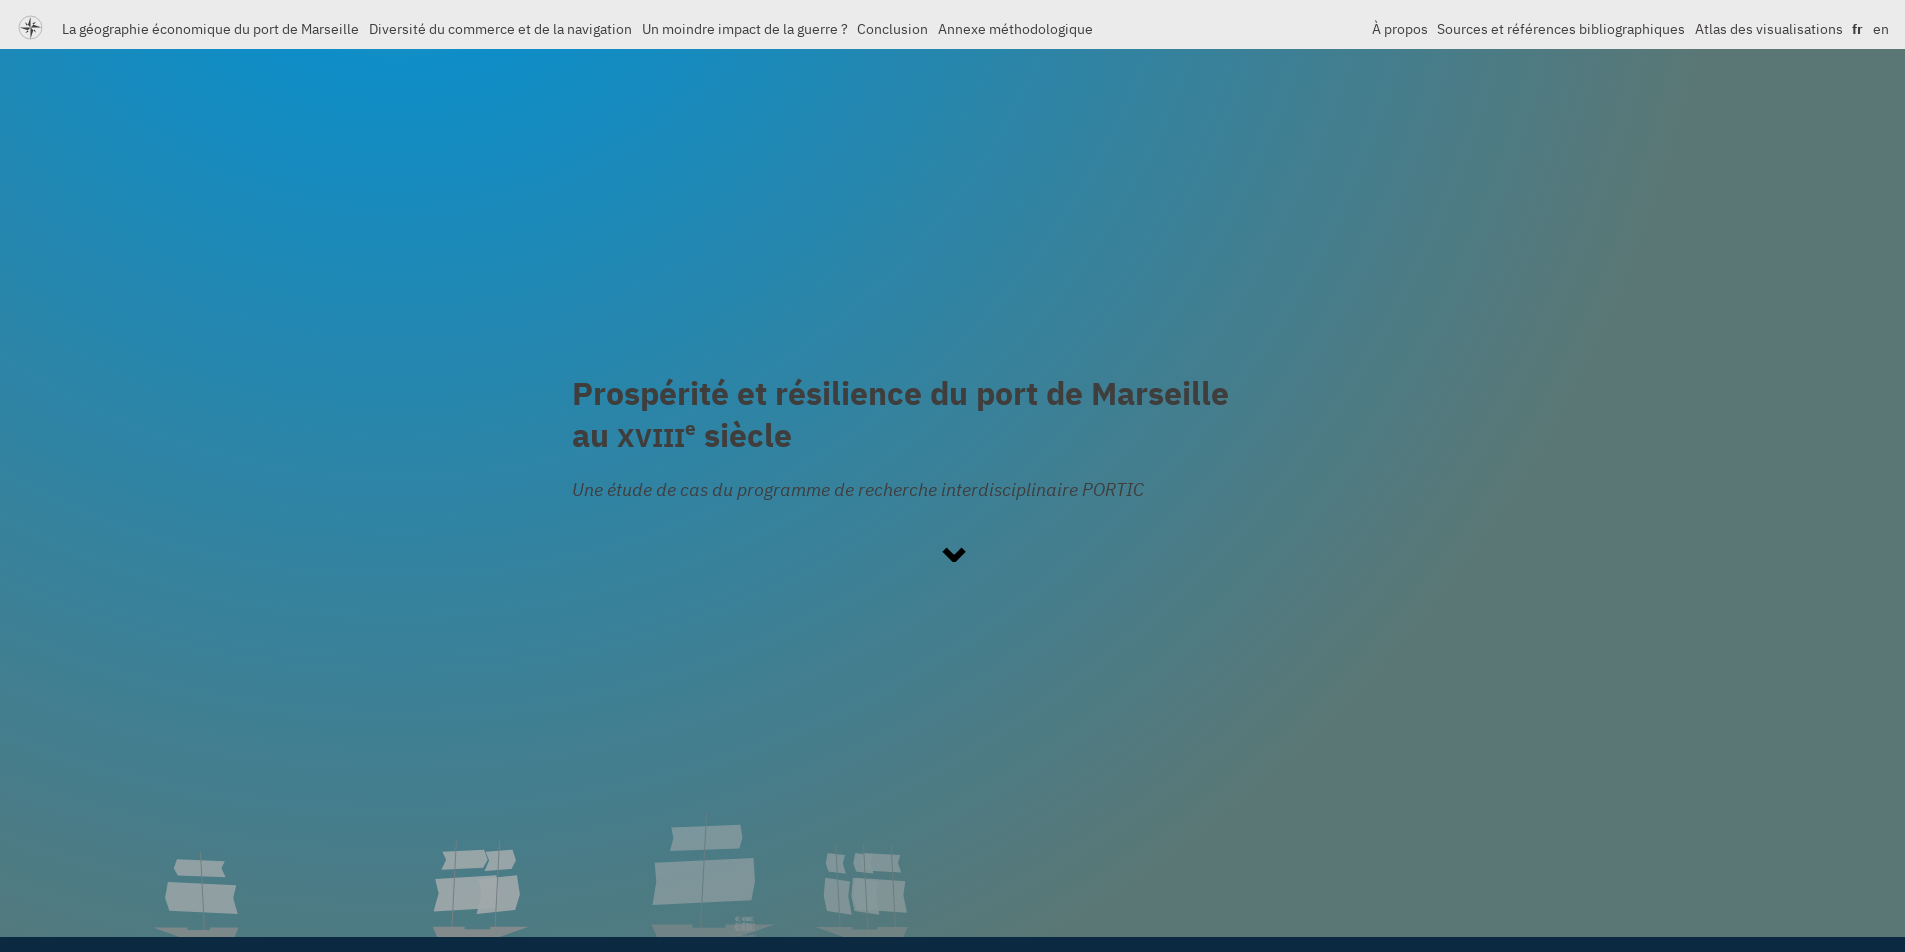 La géographie économique du port de Marseille Diversité du commerce et de la navigation Un moindre impact de la guerre ? Conclusion Annexe méthodologique À propos Sources et références bibliographiques Atlas des visualisations fr en
Prospérité et résilience du port de Marseille
au XVIIIe siècle
Une étude de cas du programme de recherche interdisciplinaire PORTIC